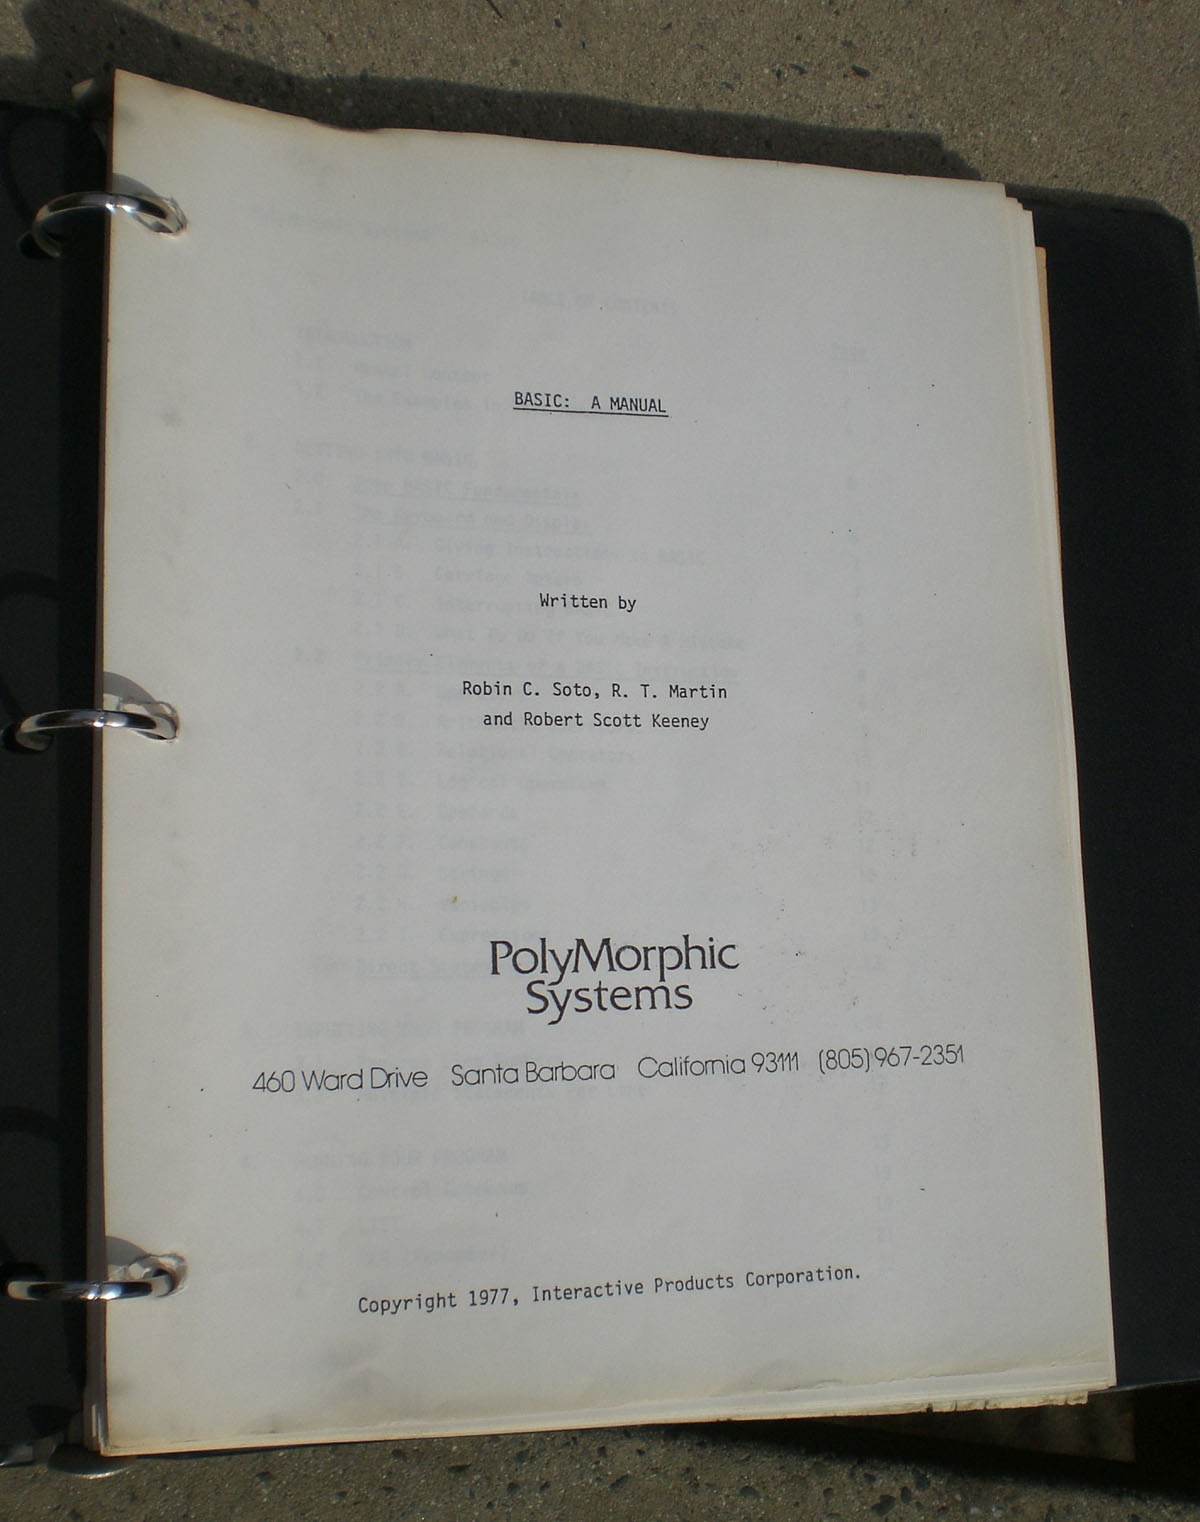 BASIC: A MANUAL
Written by
Robin C. Soto, R. T. Martin
and Robert Scott Keeney
PolyMorphic
Systems
460 Ward Drive Santa Barbara California 93111 (805) 967-2351
Copyright 1977, Interactive Products Corporation.